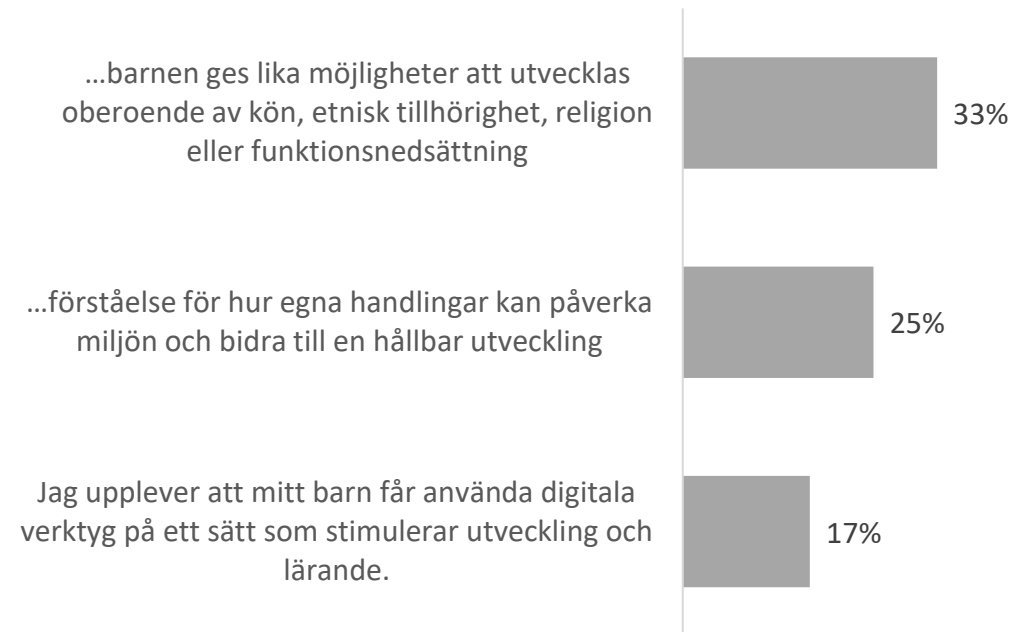 …barnen ges lika möjligheter att utvecklas
oberoende av kön, etnisk tillhörighet, religion
eller funktionsnedsättning
33%
…förståelse för hur egna handlingar kan påverka
miljön och bidra till en hållbar utveckling
25%
Jag upplever att mitt barn får använda digitala
verktyg på ett sätt som stimulerar utveckling och
lärande.
17%